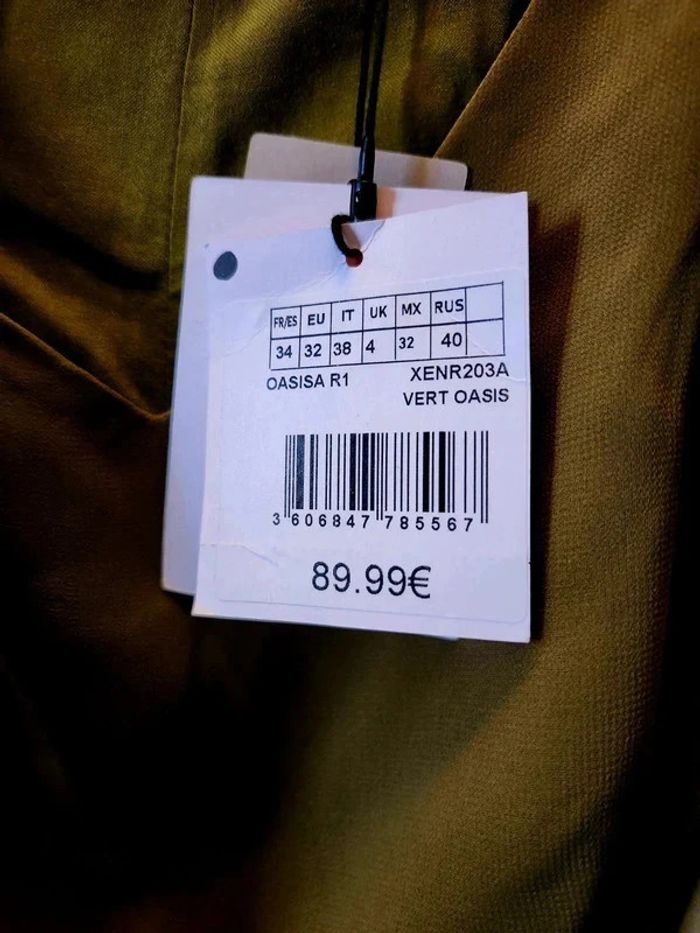 FR/ES EU IT UK MX RUS
34 32 38 4 32 40
OASISA R1 XENR203A
VERT OASIS
3 606847 785567
89.99€